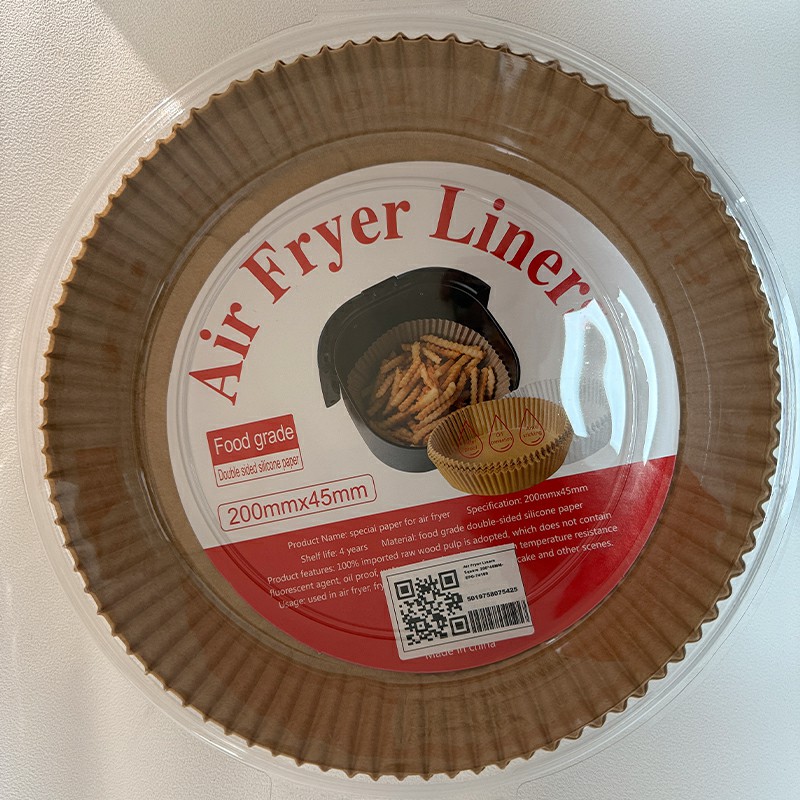 Air Fryer Liners
Food grade
Double sided silicone paper
200mmx45mm
Product Name: special paper for air fryer Specification: 200mmx45mm
Shelf life: 4 years Material: food grade double-sided silicone paper
Product features: 100% imported raw wood pulp is adopted, which does not contain
fluorescent agent, oil proof, temperature resistance
Usage: used in air fryer, cake and other scenes.
Air Fryer Liners
5019758075425
Made in China